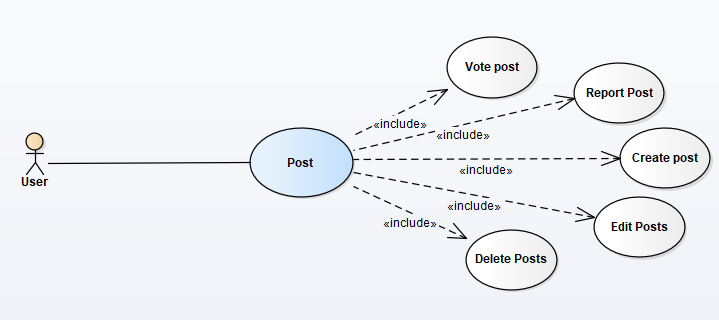 Vote post
Report Post
«include»
«include»
Post
Create post
«include»
User
«include»
Edit Posts
«include»
Delete Posts